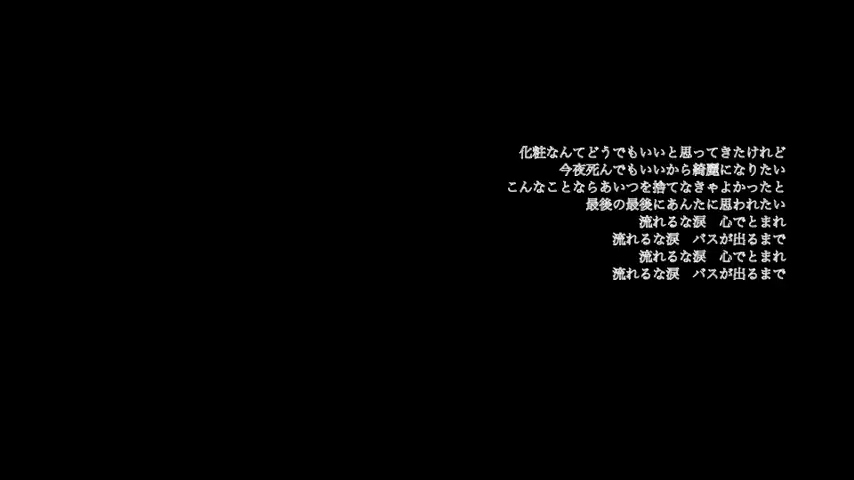 化粧なんてどうでもいいと思ってきたけれど
今夜死んでもいいから綺麗になりたい
こんなことならあいつを捨てなきゃよかったと
最後の最後にあんたに思われたい
流れるな涙　心でとまれ
流れるな涙　バスが出るまで
流れるな涙　心でとまれ
流れるな涙　バスが出るまで